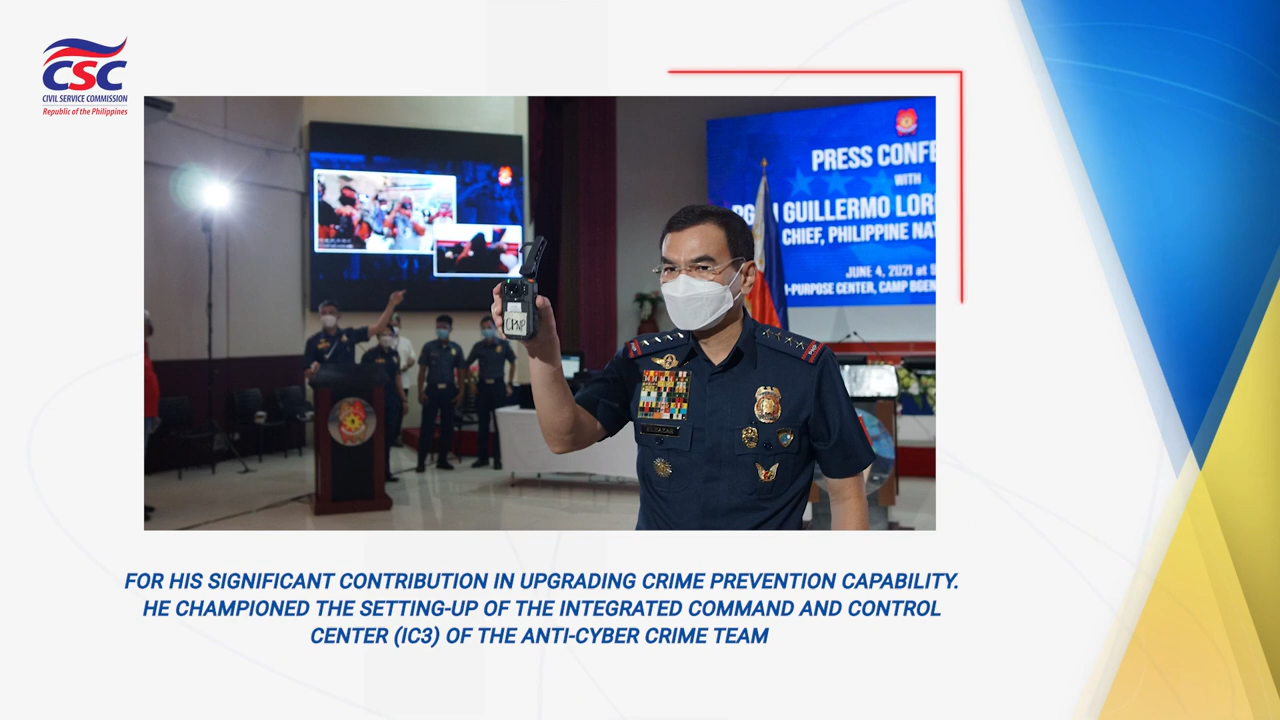 CSC
CIVIL SERVICE COMMISSION
Republic of the Philippines
PRESS CONFE
WITH
GUILLERMO LOR
CHIEF, PHILIPPINE NAT
JUNE 4, 2021 at
I-PURPOSE CENTER, CAMP BGEN
CPNP
FOR HIS SIGNIFICANT CONTRIBUTION IN UPGRADING CRIME PREVENTION CAPABILITY.
HE CHAMPIONED THE SETTING-UP OF THE INTEGRATED COMMAND AND CONTROL
CENTER (IC3) OF THE ANTI-CYBER CRIME TEAM